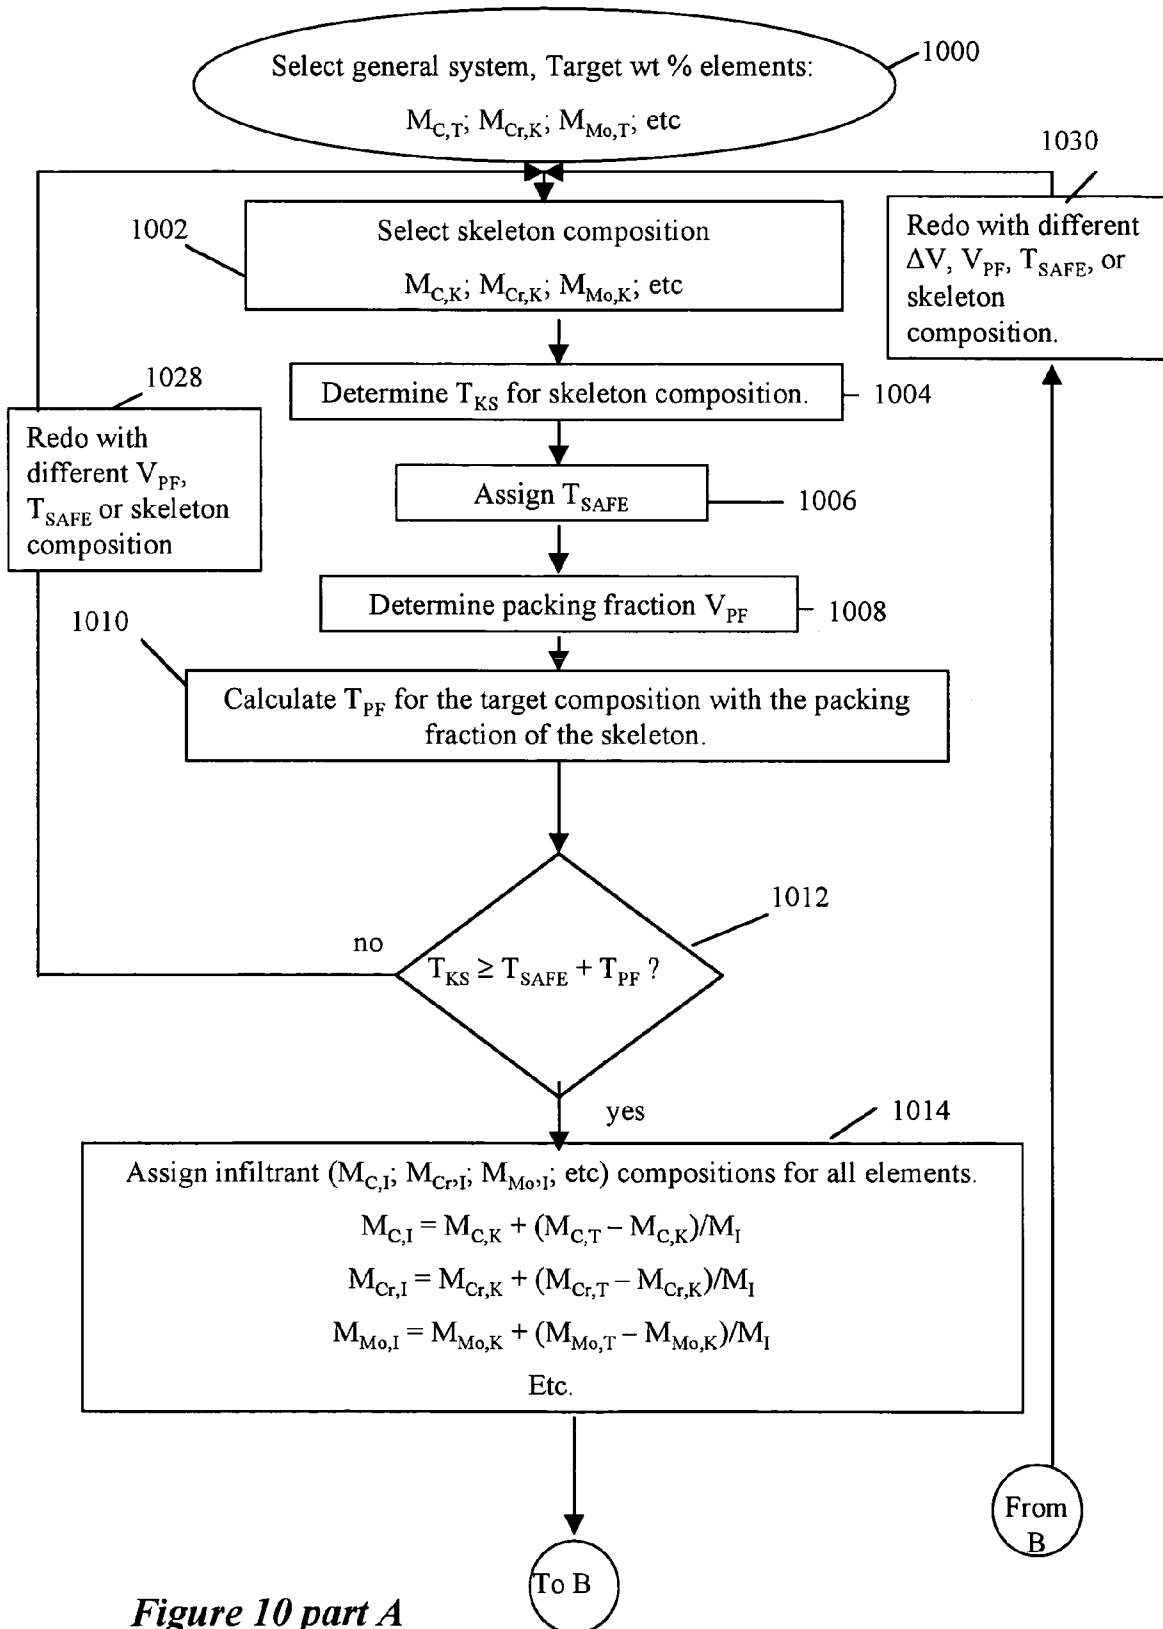 Select general system, Target wt % elements:
M_C,T; M_Cr,K; M_Mo,T; etc
1000
1030
1002
Select skeleton composition
M_C,K; M_Cr,K; M_Mo,K; etc
Redo with different
ΔV, V_PF, T_SAFE, or
skeleton
composition.
1028
Determine T_KS for skeleton composition.
1004
Redo with
different V_PF,
T_SAFE or skeleton
composition
Assign T_SAFE
1006
Determine packing fraction V_PF
1008
1010
Calculate T_PF for the target composition with the packing
fraction of the skeleton.
1012
no
T_KS ≥ T_SAFE + T_PF ?
yes
1014
Assign infiltrant (M_C,I; M_Cr,I; M_Mo,I; etc) compositions for all elements.
M_C,I = M_C,K + (M_C,T – M_C,K)/M_I
M_Cr,I = M_Cr,K + (M_Cr,T – M_Cr,K)/M_I
M_Mo,I = M_Mo,K + (M_Mo,T – M_Mo,K)/M_I
Etc.
From
B
To B
Figure 10 part A